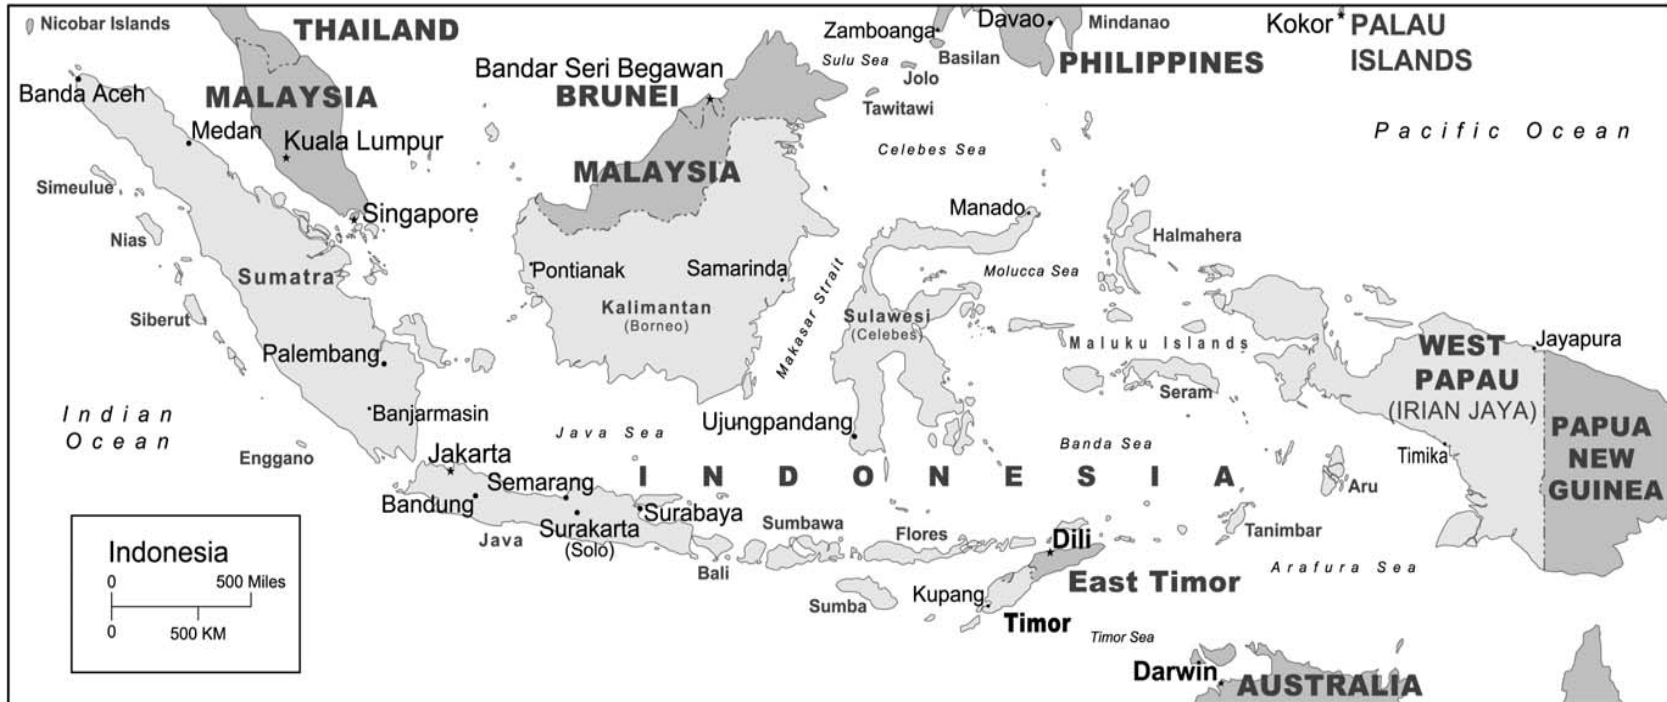 Nicobar Islands
THAILAND
Zamboanga
Davao
Mindanao
Kokor
PALAU
ISLANDS
Basilan
Sulu Sea
Jolo
PHILIPPINES
Bandar Seri Begawan
BRUNEI
Banda Aceh
MALAYSIA
Tawitawi
Medan
Kuala Lumpur
Pacific Ocean
Celebes Sea
MALAYSIA
Simeulue
Singapore
Manado
Nias
Halmahera
Sumatra
Pontianak
Samarinda
Molucca Sea
Makasar Strait
Siberut
Kalimantan
(Borneo)
Sulawesi
(Celebes)
Maluku Islands
WEST
PAPAU
(IRIAN JAYA)
Jayapura
Palembang
Seram
Indian
Ocean
Banjarmasin
Ujungpandang
Java Sea
Banda Sea
PAPUA
NEW
GUINEA
Enggano
Jakarta
Timika
INDONESIA
Semarang
Bandung
Aru
Surabaya
Surakarta
(Solo)
Java
Sumbawa
Flores
Tanimbar
Dili
Bali
East Timor
Arafura Sea
Sumba
Kupang
Timor
Timor Sea
Darwin
AUSTRALIA
Indonesia
0 500 Miles
0 500 KM